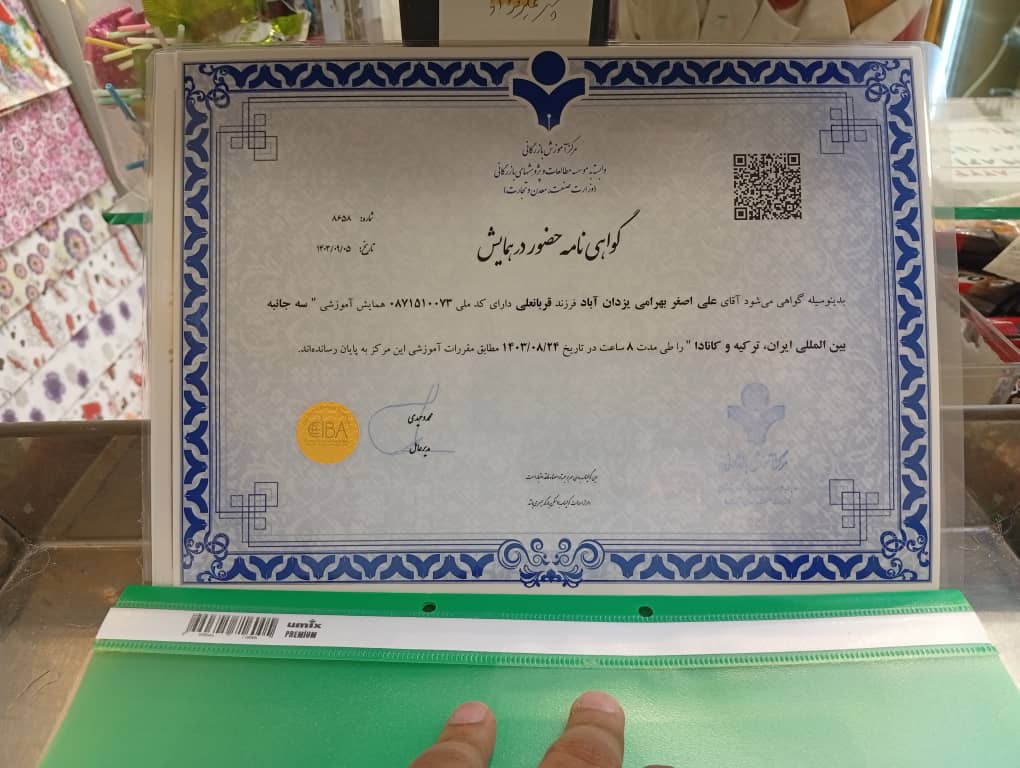 مرکز آموزش بازرگانی
وابسته به موسسه مطالعات و پژوهشهای بازرگانی
(وزارت صنعت، معدن و تجارت)
شماره: ۸۶۵۸
تاریخ: ۱۴۰۳/۰۹/۰۵
گواهی نامه حضور در همایش
بدینوسیله گواهی می‌شود آقای علی اصغر بهرامی یزدان آباد فرزند قربانعلی دارای کد ملی ۰۸۷۱۵۱۰۰۷۳ همایش آموزشی " سه جانبه
بین المللی ایران، ترکیه و کانادا " را طی مدت ۸ ساعت در تاریخ ۱۴۰۳/۰۸/۲۴ مطابق مقررات آموزشی این مرکز به پایان رسانده‌اند.
مدیرعامل
CIBA
مرکز آموزش بازرگانی
umix
PREMIUM